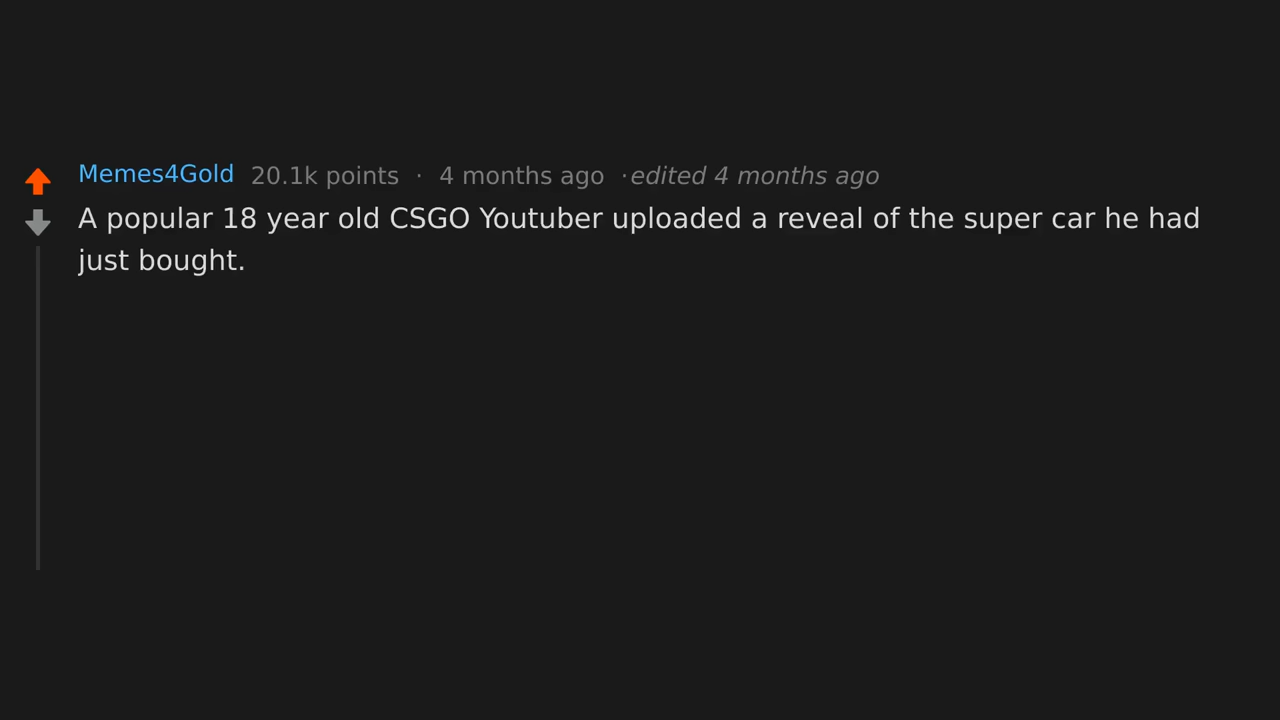 Memes4Gold 20.1k points · 4 months ago ·edited 4 months ago
A popular 18 year old CSGO Youtuber uploaded a reveal of the super car he had
just bought.